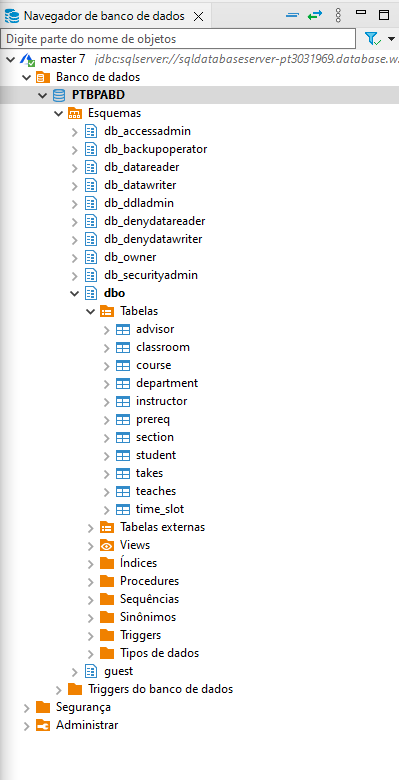 Navegador de banco de dados
Digite parte do nome de objetos
master 7 jdbc:sqlserver://sqldatabaseserver-pt3031969.database.w
Banco de dados
PTBPABD
Esquemas
db_accessadmin
db_backupoperator
db_datareader
db_datawriter
db_ddladmin
db_denydatareader
db_denydatawriter
db_owner
db_securityadmin
dbo
Tabelas
advisor
classroom
course
department
instructor
prereq
section
student
takes
teaches
time_slot
Tabelas externas
Views
Índices
Procedures
Sequências
Sinônimos
Triggers
Tipos de dados
guest
Triggers do banco de dados
Segurança
Administrar